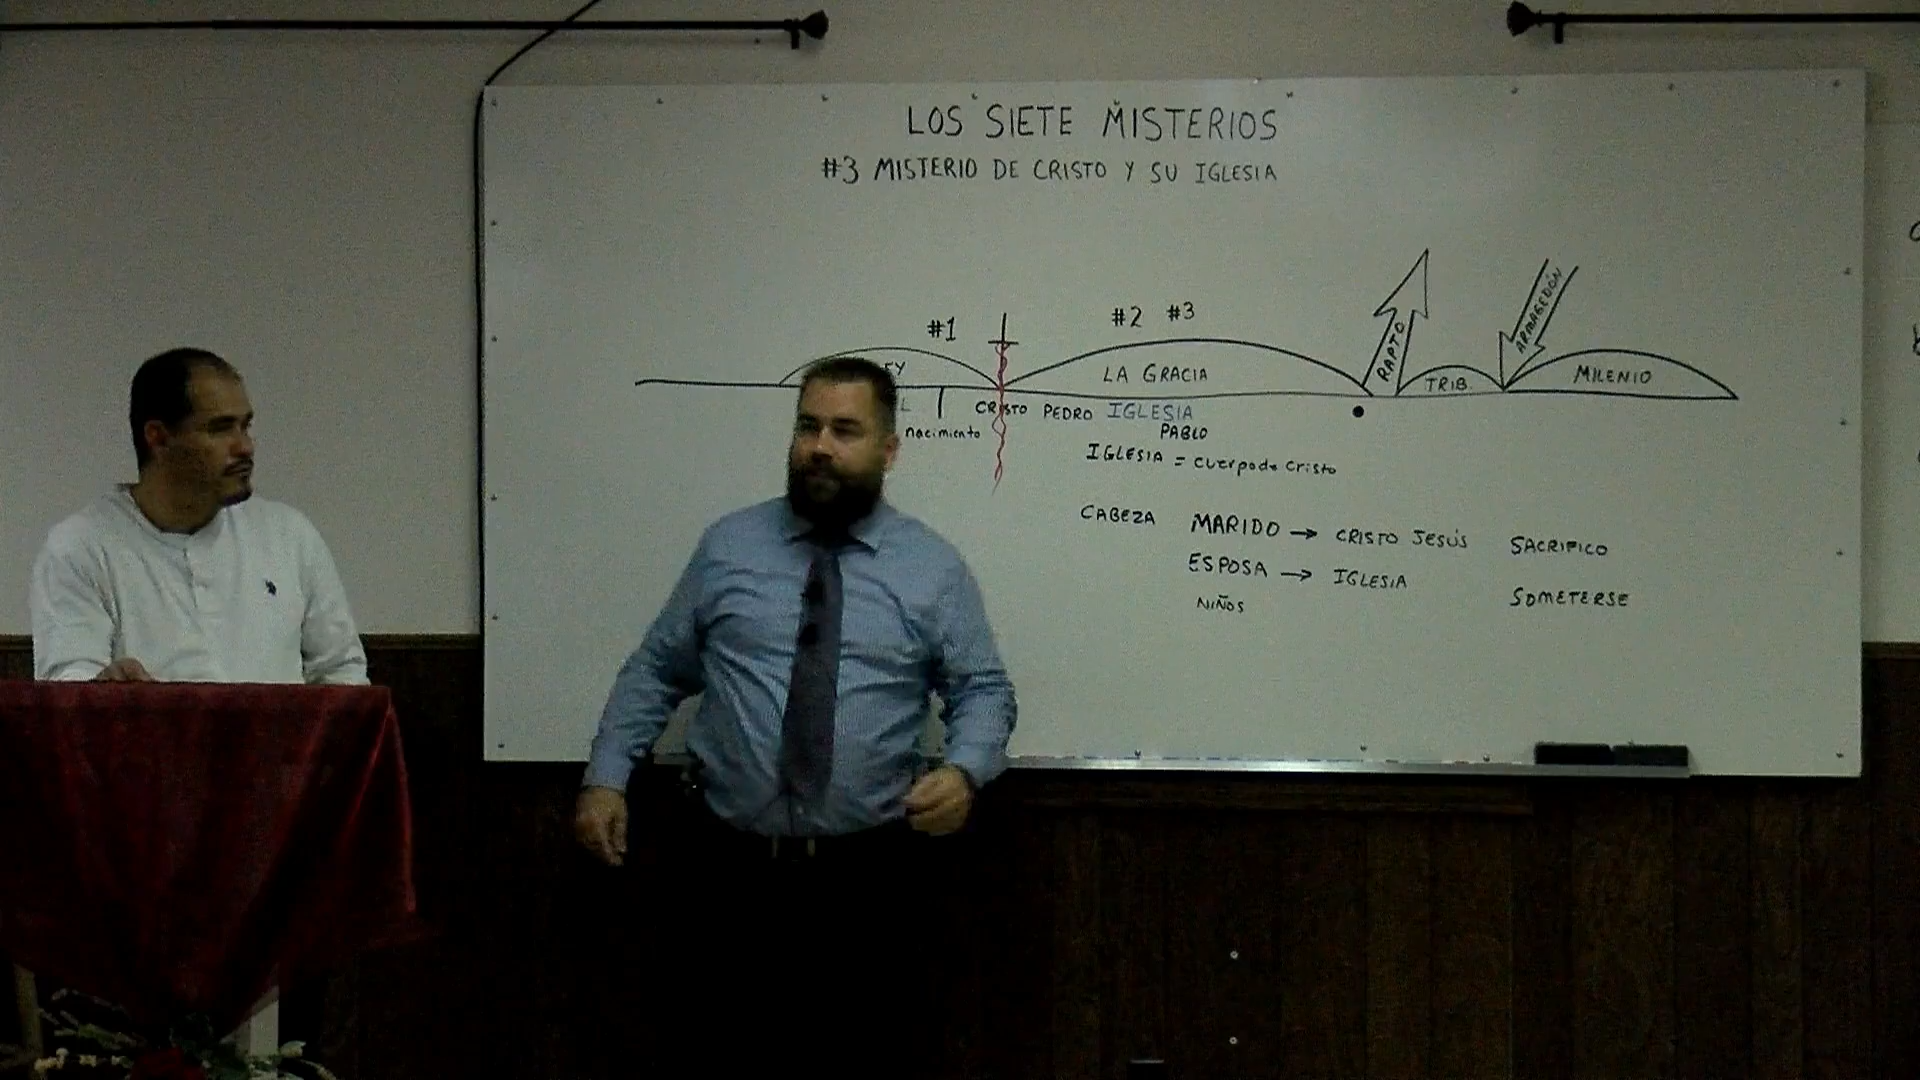 LOS SIETE MISTERIOS
#3 MISTERIO DE CRISTO Y SU IGLESIA
#1 #2 #3
LA GRACIA RAPTO TRIB. ARMAGEDÓN MILENIO
CRISTO PEDRO IGLESIA
nacimiento PABLO
IGLESIA = cuerpo de Cristo
CABEZA MARIDO → CRISTO JESÚS SACRIFICO
ESPOSA → IGLESIA SOMETERSE
NIÑOS